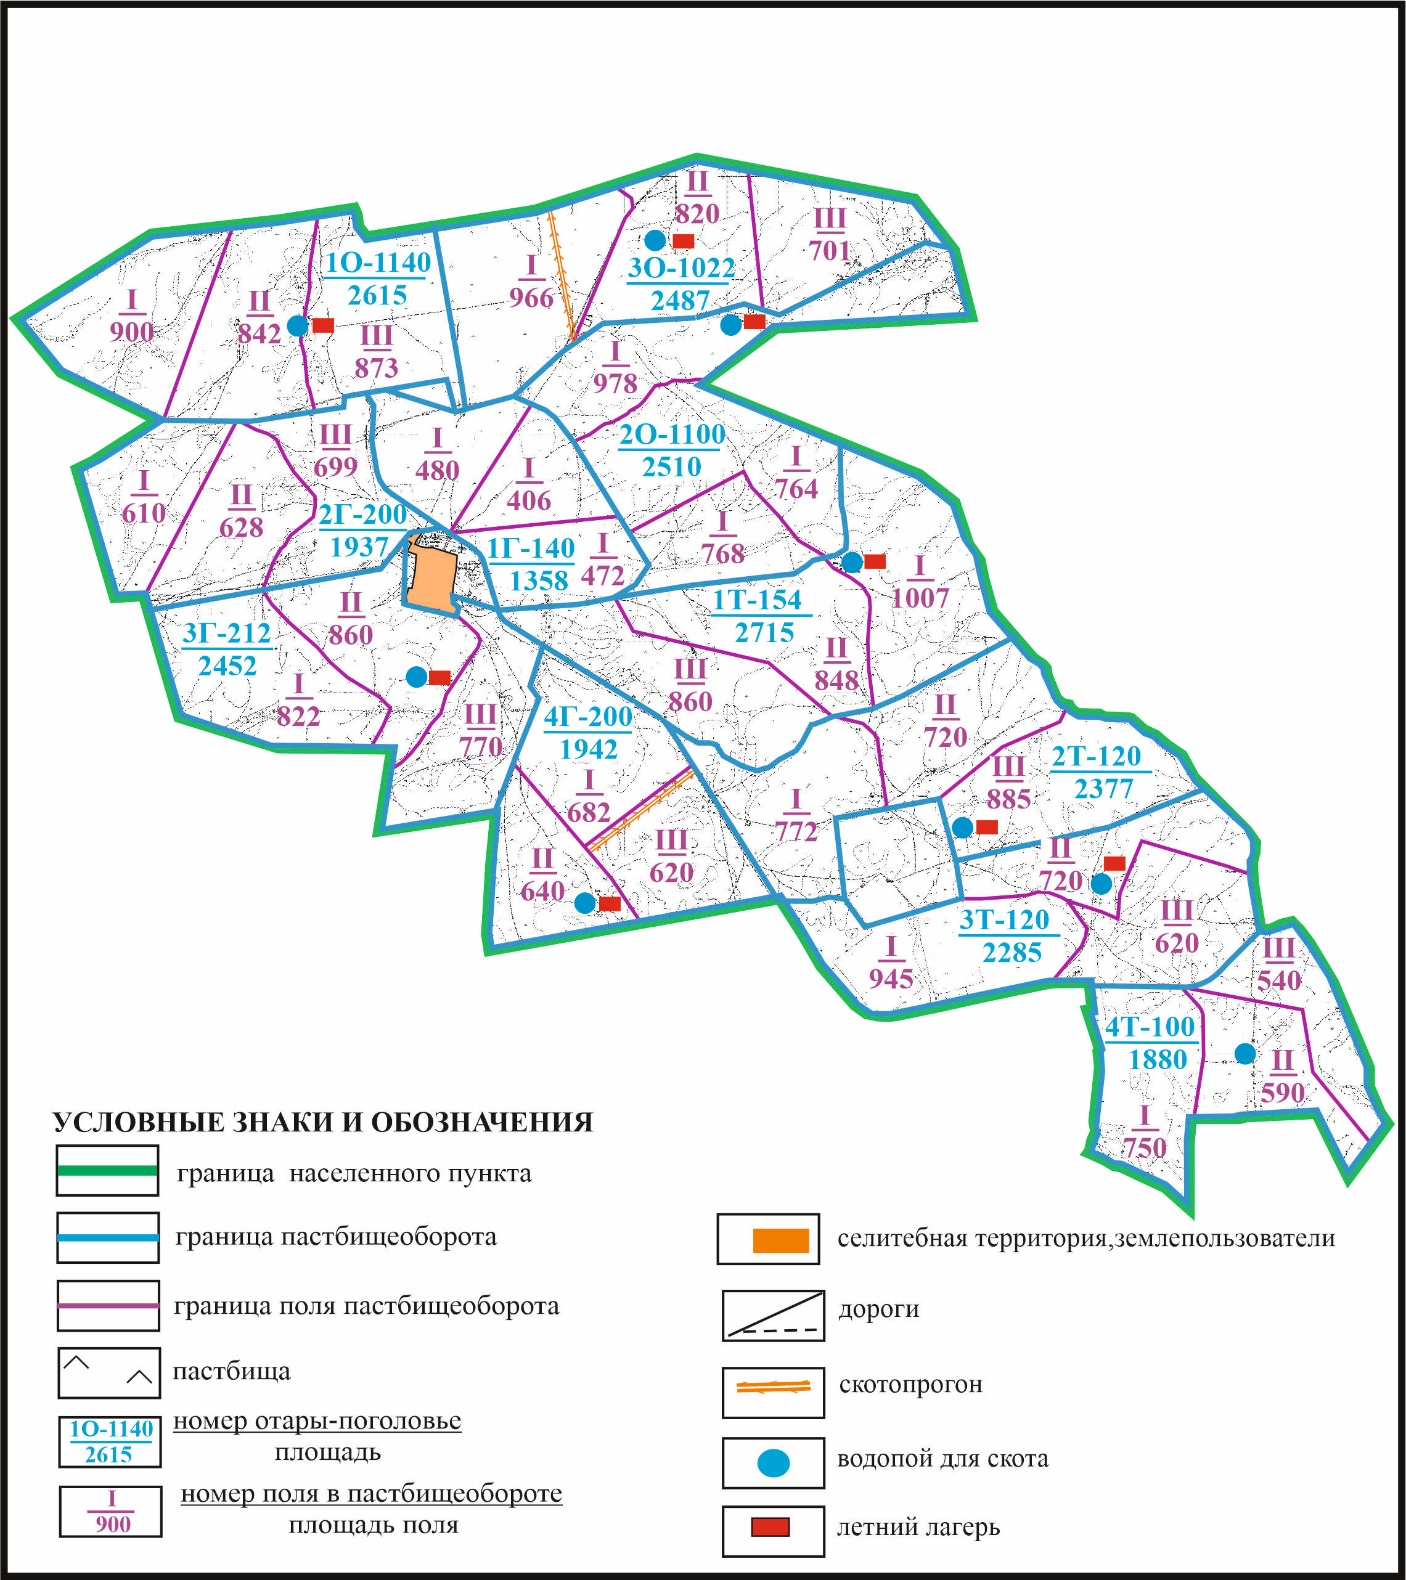 II
820
III
701
1О-1140
2615
I
966
3О-1022
2487
I
900
II
842
III
873
I
978
III
699
I
480
2О-1100
2510
I
764
I
610
II
628
I
406
2Г-200
1937
I
768
1Г-140
1358
I
472
I
1007
3Г-212
2452
II
860
1Т-154
2715
I
822
III
860
II
848
III
770
4Г-200
1942
II
720
2Т-120
2377
I
682
I
772
III
885
II
640
III
620
II
720
3Т-120
2285
III
620
I
945
III
540
4Т-100
1880
II
590
I
750
УСЛОВНЫЕ ЗНАКИ И ОБОЗНАЧЕНИЯ
граница населенного пункта
граница пастбищеоборота
граница поля пастбищеоборота
пастбища
1О-1140
2615
номер отары-поголовье
площадь
I
900
номер поля в пастбищеобороте
площадь поля
селитебная территория,землепользователи
дороги
скотопрогон
водопой для скота
летний лагерь